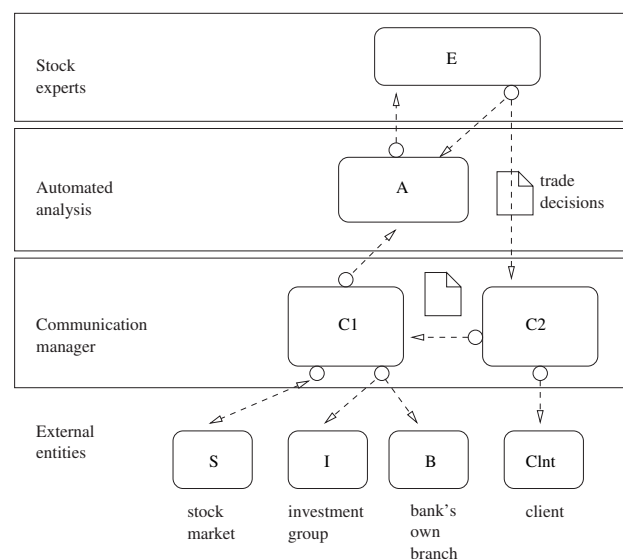 E
Stock
experts
A
Automated
analysis
trade
decisions
C1
C2
Communication
manager
External
entities
S
I
B
Clnt
stock
market
investment
group
bank's
own
branch
client